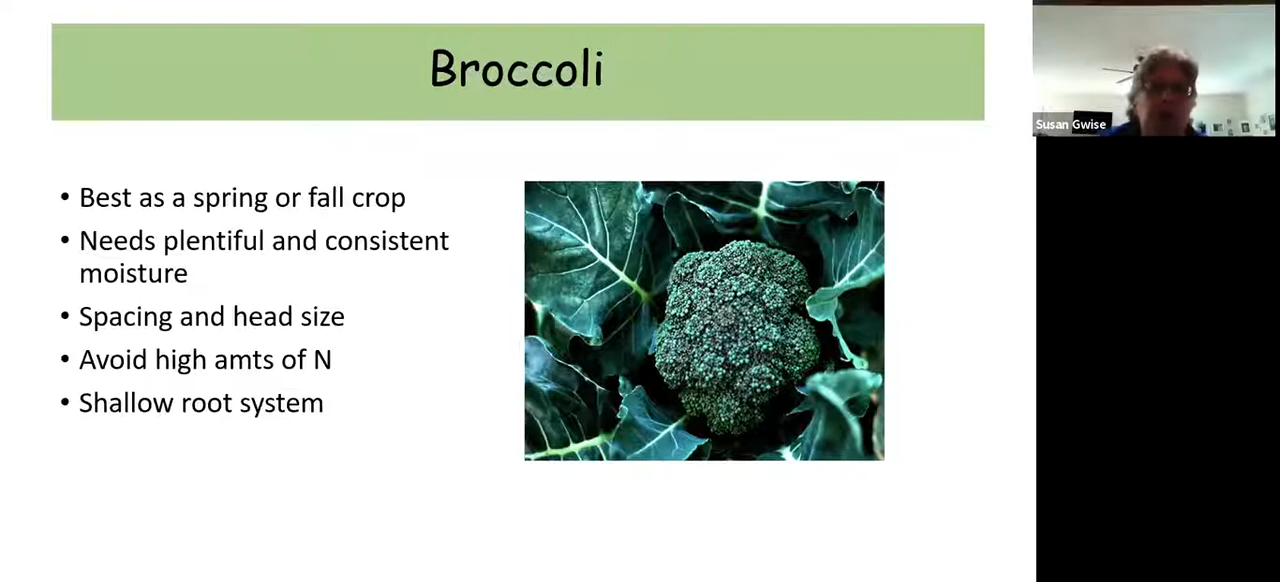 Broccoli
Susan Gwise
• Best as a spring or fall crop
• Needs plentiful and consistent
moisture
• Spacing and head size
• Avoid high amts of N
• Shallow root system